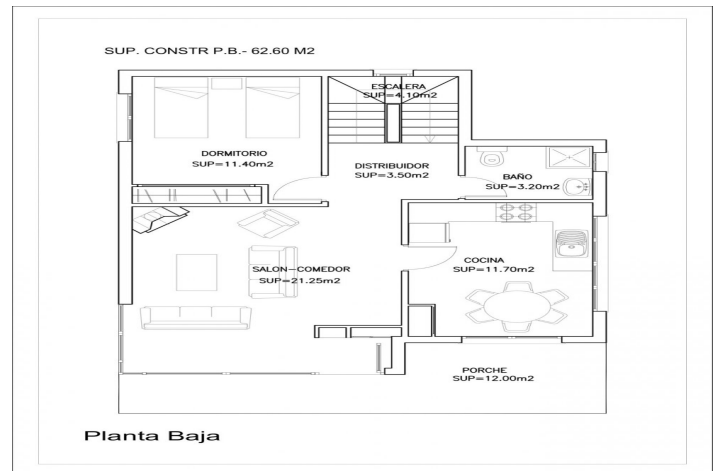 SUP. CONSTR P.B.- 62.60 M2
ESCALERA
SUP=4.10m2
DORMITORIO
SUP=11.40m2
DISTRIBUIDOR
SUP=3.50m2
BAÑO
SUP=3.20m2
SALON-COMEDOR
SUP=21.25m2
COCINA
SUP=11.70m2
PORCHE
SUP=12.00m2
Planta Baja